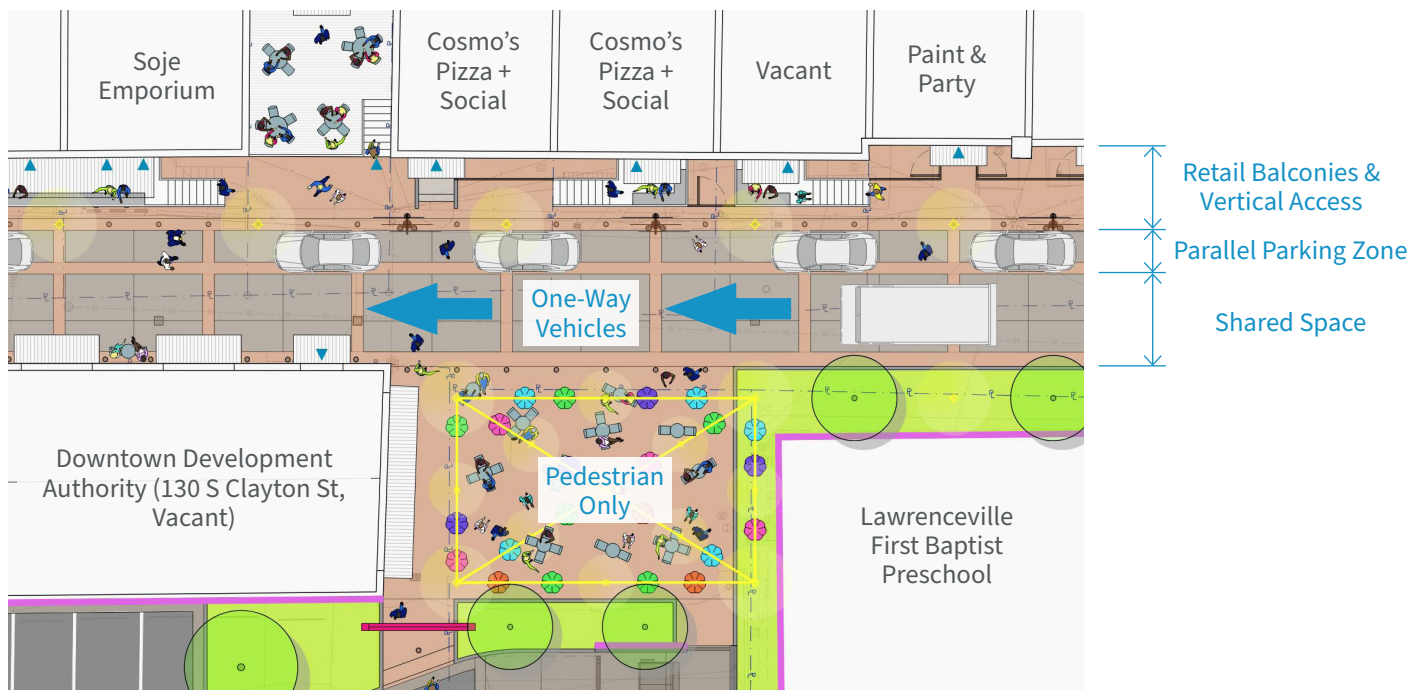 Soje
Emporium
Cosmo’s
Pizza +
Social
Cosmo’s
Pizza +
Social
Vacant
Paint &
Party
Retail Balconies &
Vertical Access
Parallel Parking Zone
Shared Space
One-Way
Vehicles
Pedestrian
Only
Downtown Development
Authority (130 S Clayton St,
Vacant)
Lawrenceville
First Baptist
Preschool